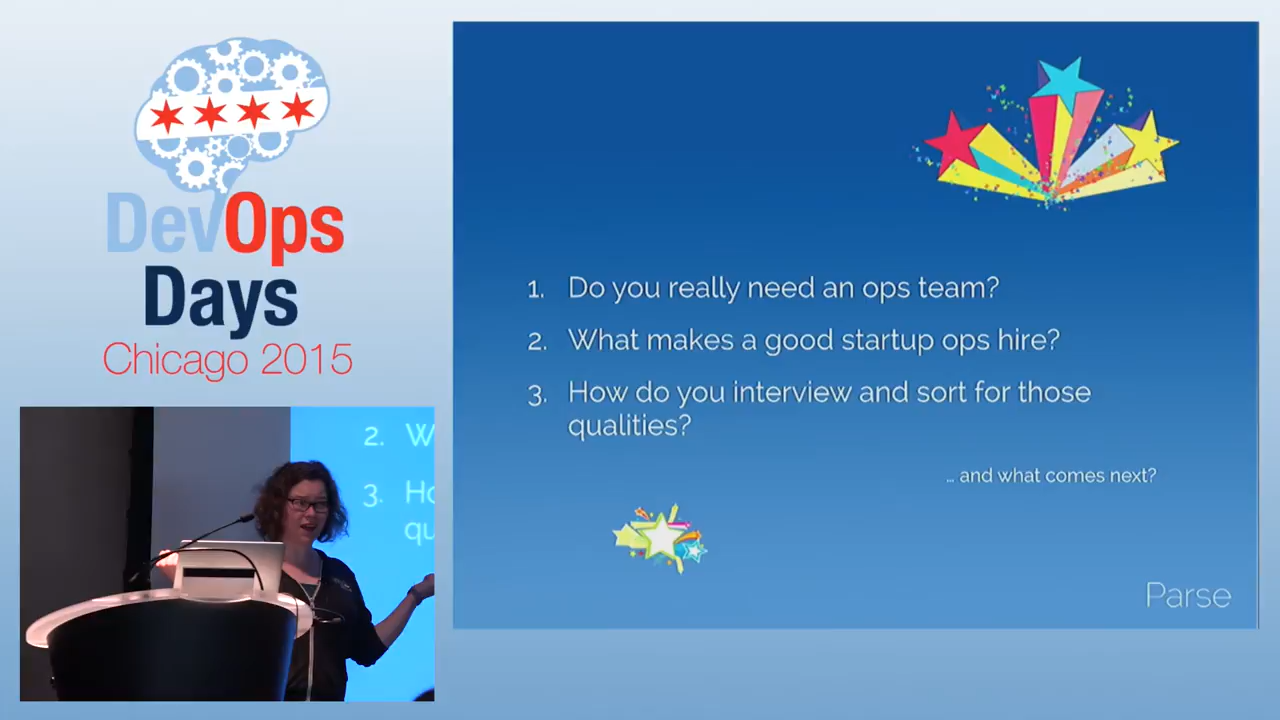 DevOps
Days
Chicago 2015
1. Do you really need an ops team?
2. What makes a good startup ops hire?
3. How do you interview and sort for those
qualities?
… and what comes next?
Parse
2. W
3. Ho
qu